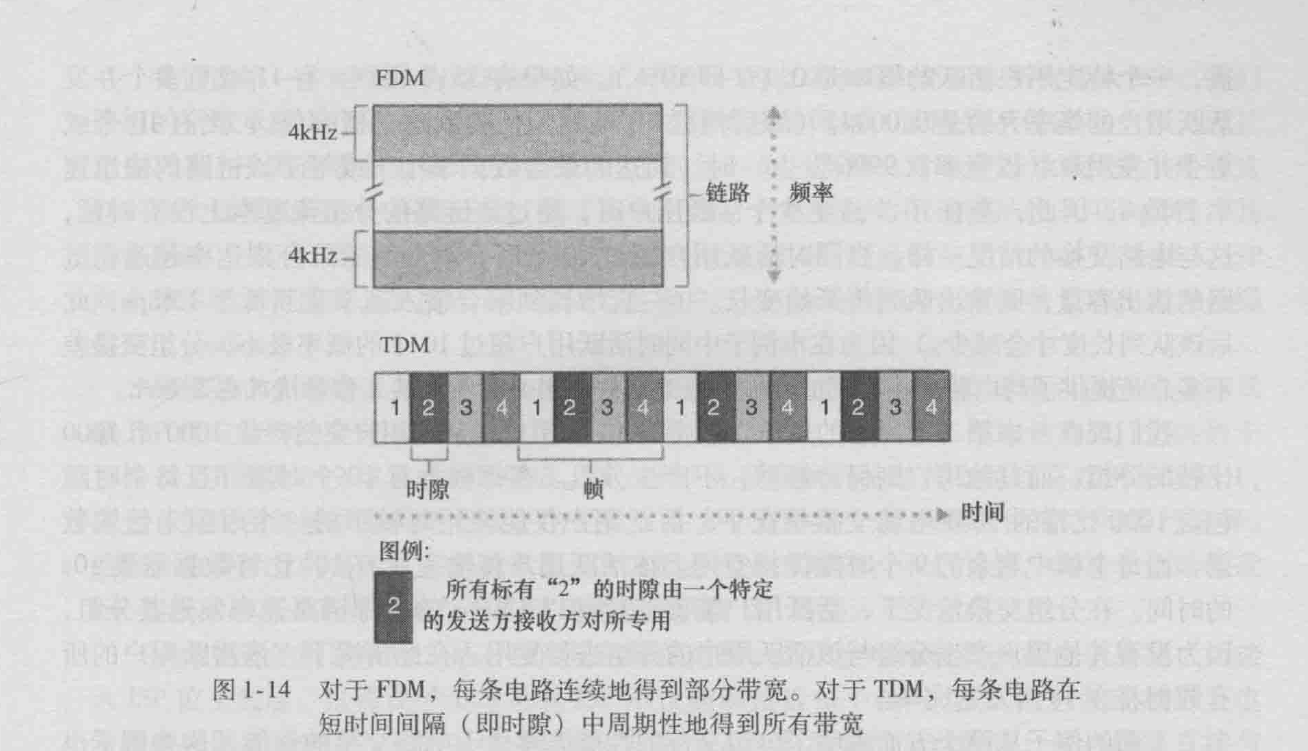 FDM
4kHz
链路
频率
4kHz
TDM
1 2 3 4 1 2 3 4 1 2 3 4 1 2 3 4
时隙
帧
时间
图例:
2
所有标有“2”的时隙由一个特定
的发送方接收方对所专用
图 1-14 对于 FDM，每条电路连续地得到部分带宽。对于 TDM，每条电路在
短时间间隔（即时隙）中周期性地得到所有带宽